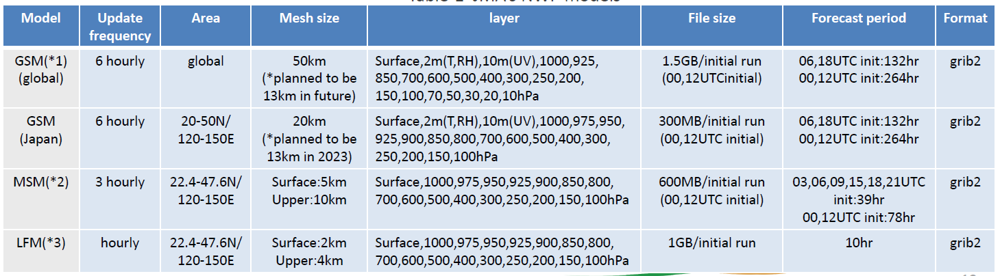 Model
Update
frequency
Area
Mesh size
layer
File size
Forecast period
Format
GSM(*1)
(global)
6 hourly
global
50km
(*planned to be
13km in future)
Surface,2m(T,RH),10m(UV),1000,925,
850,700,600,500,400,300,250,200,
150,100,70,50,30,20,10hPa
1.5GB/initial run
(00,12UTCinitial)
06,18UTC init:132hr
00,12UTC init:264hr
grib2
GSM
(Japan)
6 hourly
20-50N/
120-150E
20km
(*planned to be
13km in 2023)
Surface,2m(T,RH),10m(UV),1000,975,950,
925,900,850,800,700,600,500,400,300,
250,200,150,100hPa
300MB/initial run
(00,12UTC initial)
06,18UTC init:132hr
00,12UTC init:264hr
grib2
MSM(*2)
3 hourly
22.4-47.6N/
120-150E
Surface:5km
Upper:10km
Surface,1000,975,950,925,900,850,800,
700,600,500,400,300,250,200,150,100hPa
600MB/initial run
(00,12UTC initial)
03,06,09,15,18,21UTC
init:39hr
00,12UTC init:78hr
grib2
LFM(*3)
hourly
22.4-47.6N/
120-150E
Surface:2km
Upper:4km
Surface,1000,975,950,925,900,850,800,
700,600,500,400,300,250,200,150,100hPa
1GB/initial run
10hr
grib2